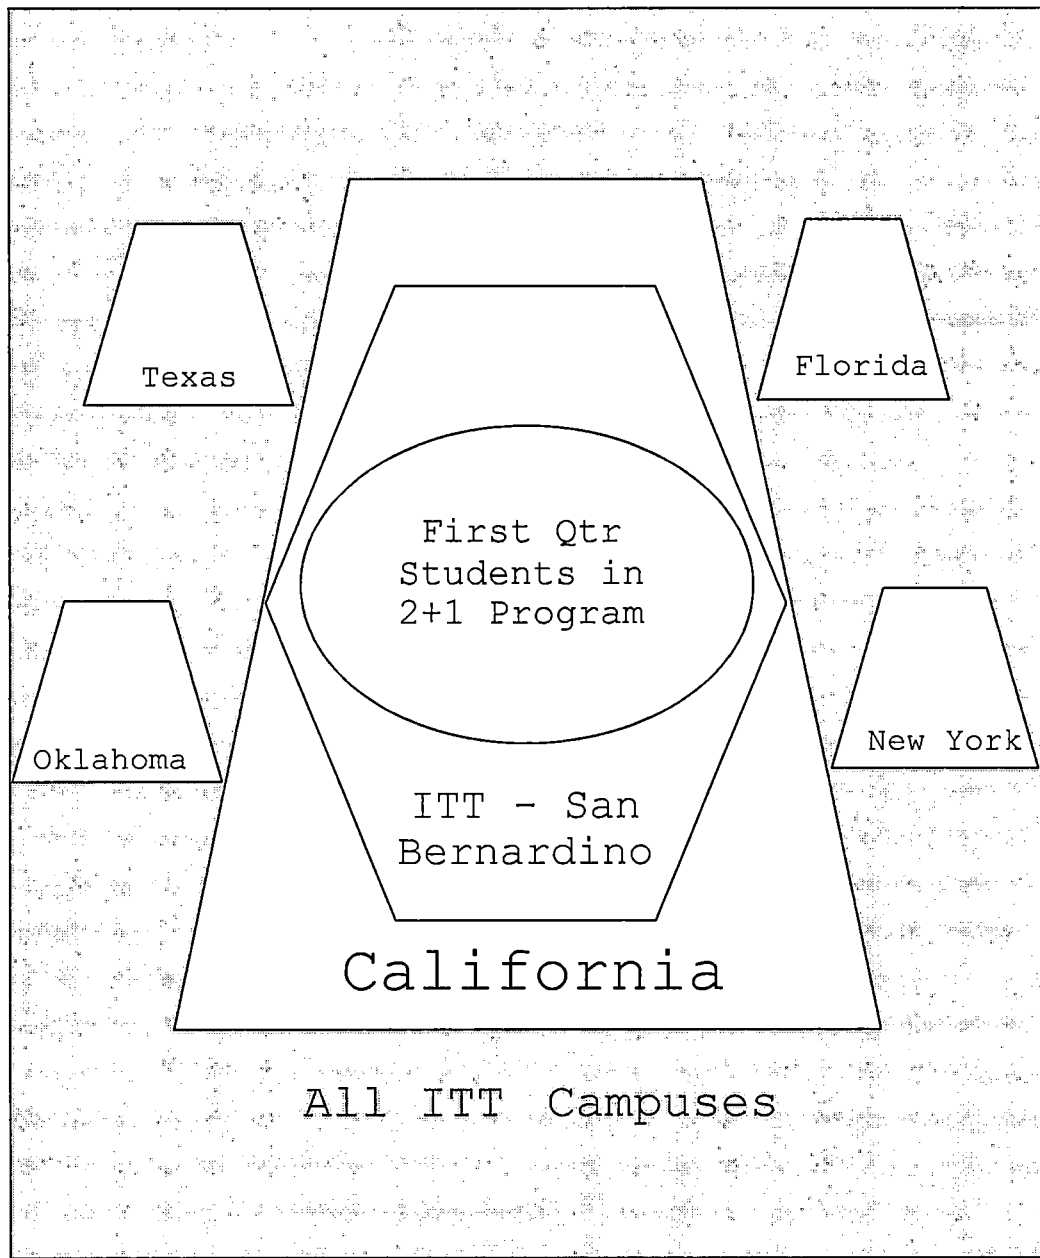 Texas
Florida
First Qtr
Students in
2+1 Program
Oklahoma
New York
ITT - San
Bernardino
California
All ITT Campuses